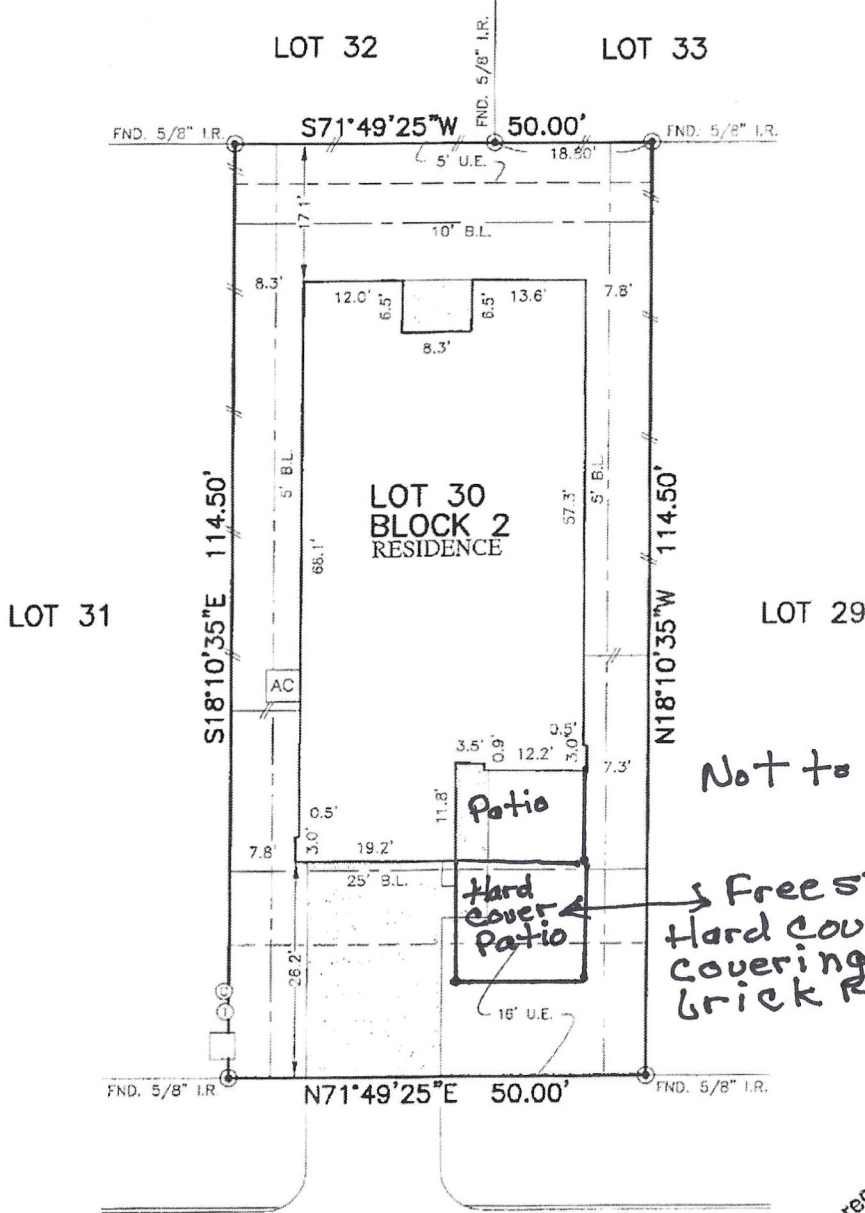 LOT 32
LOT 33
FND. 5/8" I.R.
FND. 5/8" I.R.
S71°49'25"W 50.00'
FND. 5/8" I.R.
5' U.E.
18.80'
17.1'
10' B.L.
8.3'
12.0'
6.5'
6.5'
13.6'
7.8'
8.3'
S18°10'35"E 114.50'
5' B.L.
68.1'
LOT 30
BLOCK 2
RESIDENCE
57.3'
5' B.L.
N18°10'35"W 114.50'
LOT 31
LOT 29
AC
3.5'
0.9'
12.2'
0.5'
3.0'
7.3'
Not to
11.8'
Patio
0.5'
7.8'
3.0'
19.2'
25' B.L.
Hard
Cover
Patio
Free
Hard
covering
brick
26.2'
16' U.E.
FND. 5/8" I.R.
N71°49'25"E 50.00'
FND. 5/8" I.R.